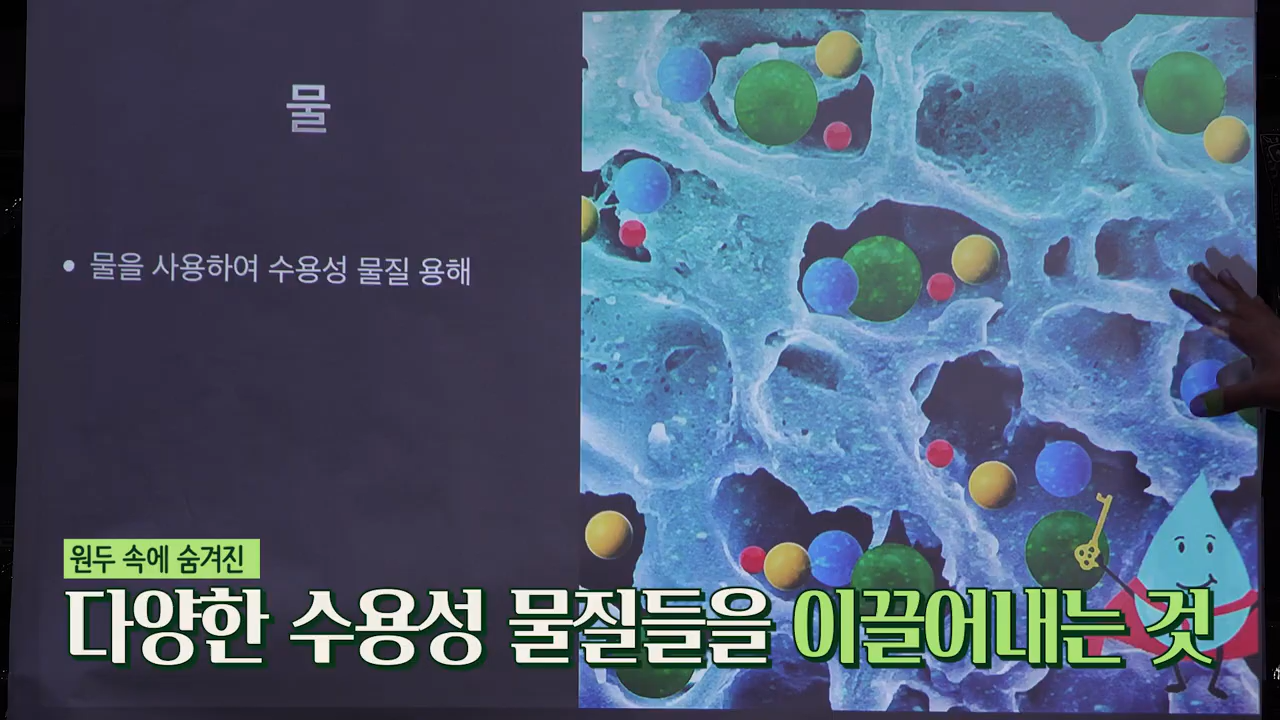 물
• 물을 사용하여 수용성 물질 용해
원두 속에 숨겨진
다양한 수용성 물질들을 이끌어내는 것